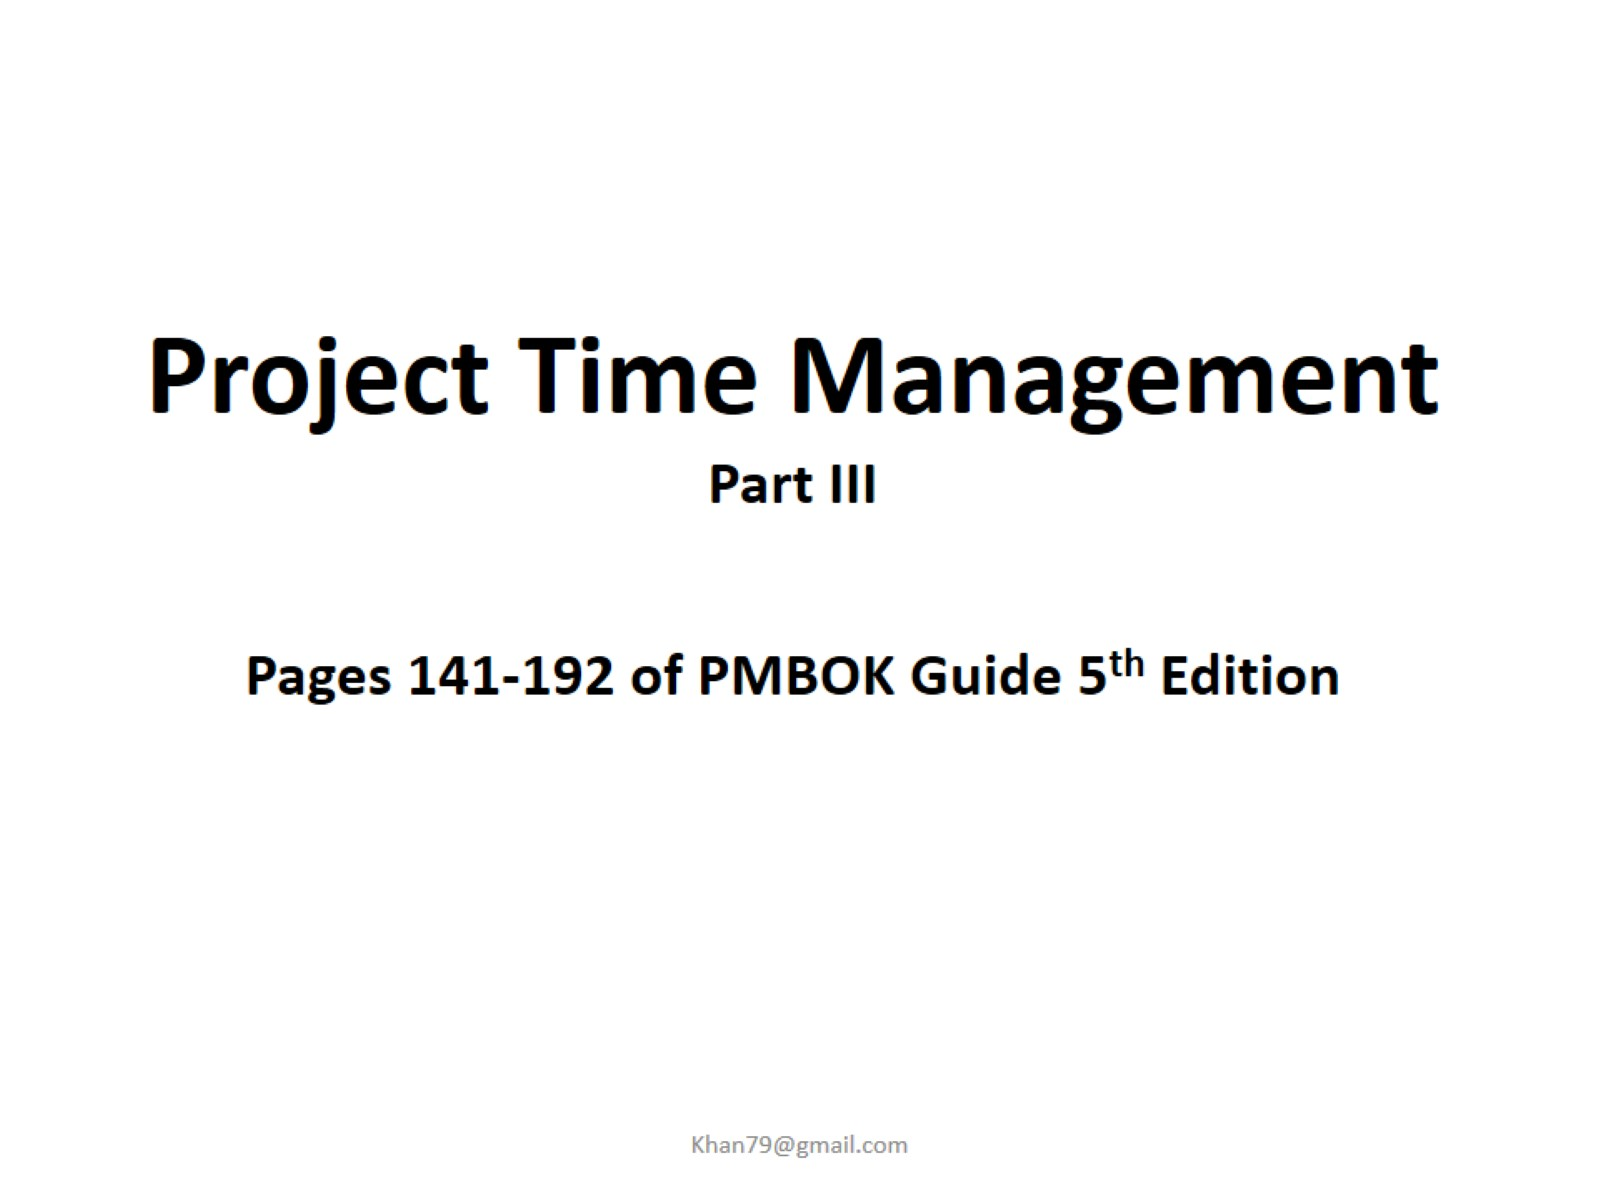 Project Time Management
Part III
Pages 141-192 of PMBOK Guide 5th Edition
Khan79@gmail.com